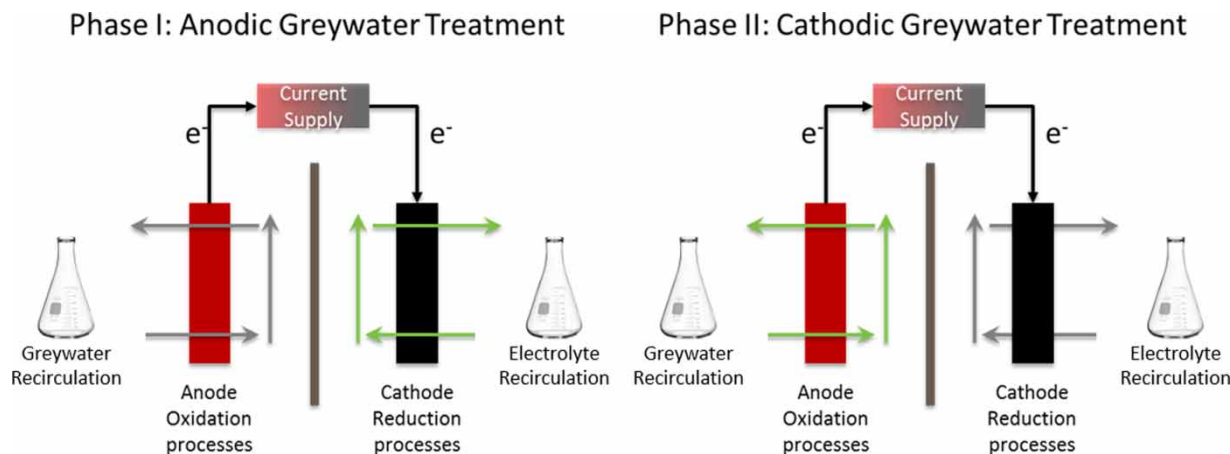 Phase I: Anodic Greywater Treatment
Current
Supply
e-
e-
Greywater
Recirculation
Anode
Oxidation
processes
Cathode
Reduction
processes
Electrolyte
Recirculation
Phase II: Cathodic Greywater Treatment
Current
Supply
e-
e-
Greywater
Recirculation
Anode
Oxidation
processes
Cathode
Reduction
processes
Electrolyte
Recirculation